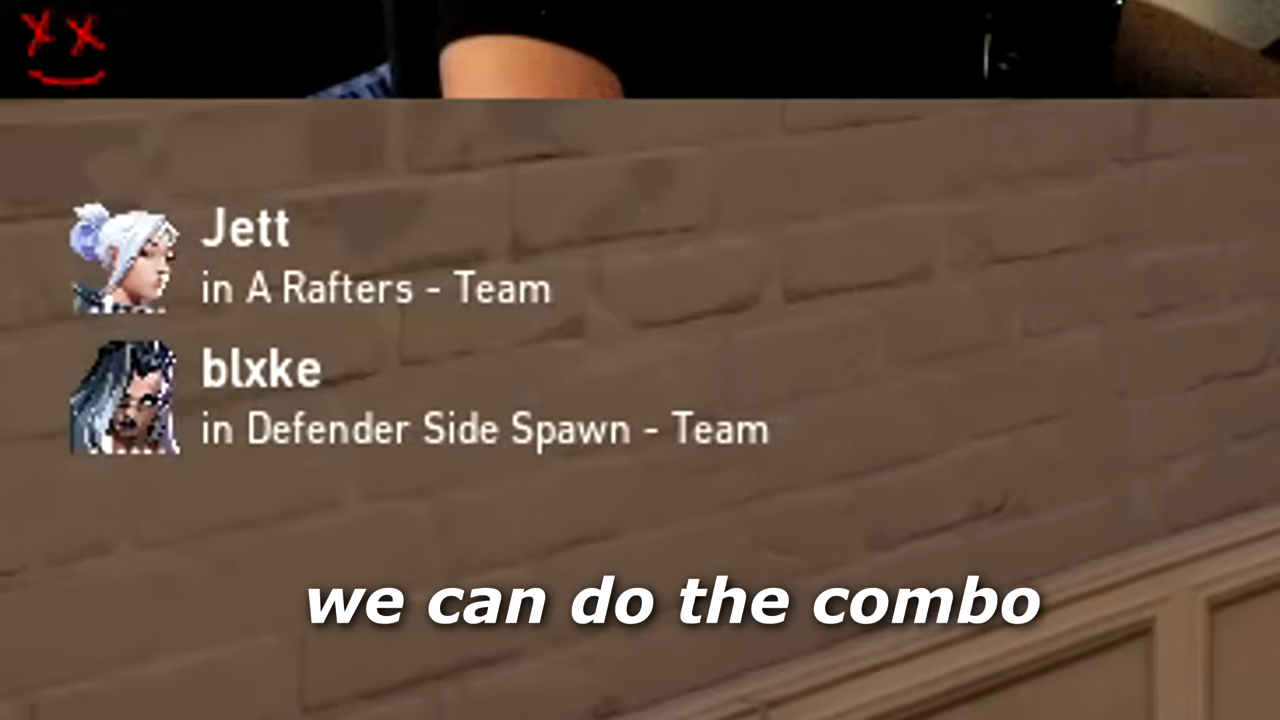 Jett
in A Rafters - Team
blxke
in Defender Side Spawn - Team
we can do the combo